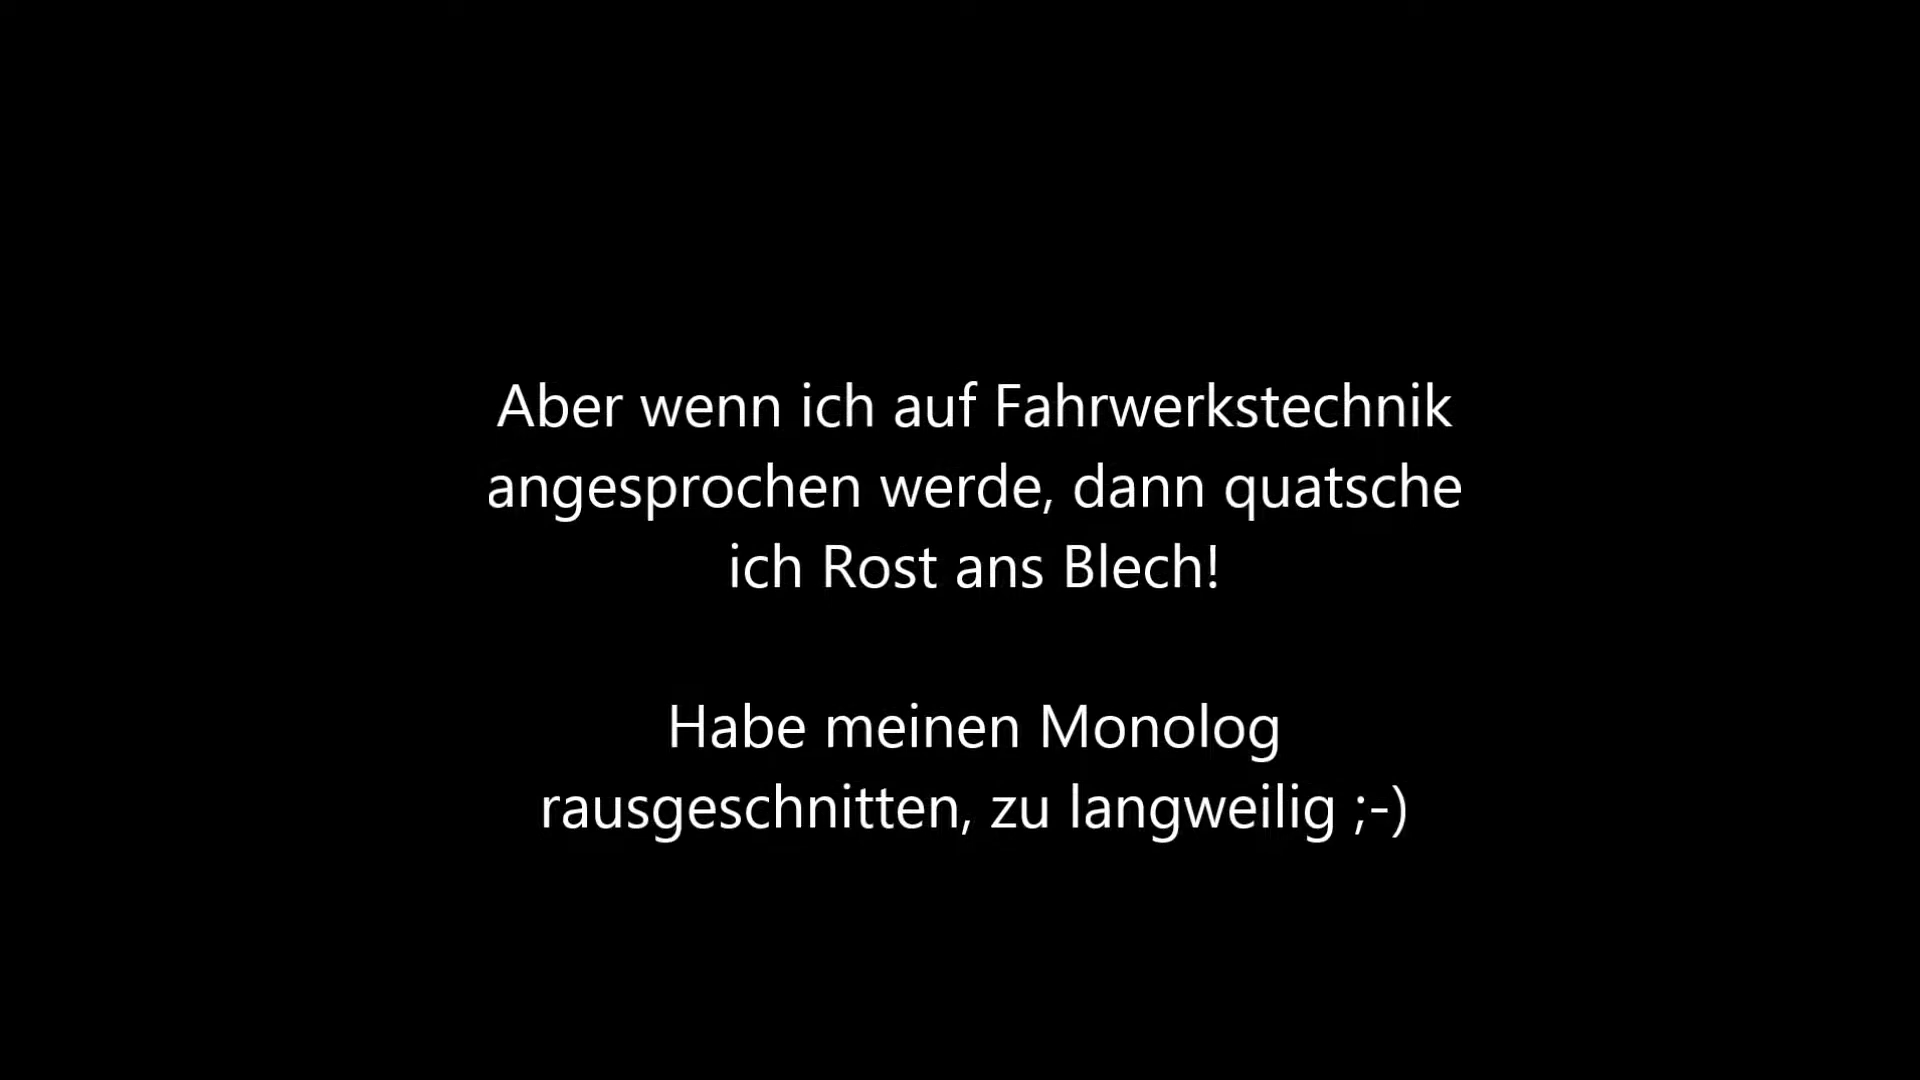 Aber wenn ich auf Fahrwerkstechnik
angesprochen werde, dann quatsche
ich Rost ans Blech!
Habe meinen Monolog
rausgeschnitten, zu langweilig ;-)